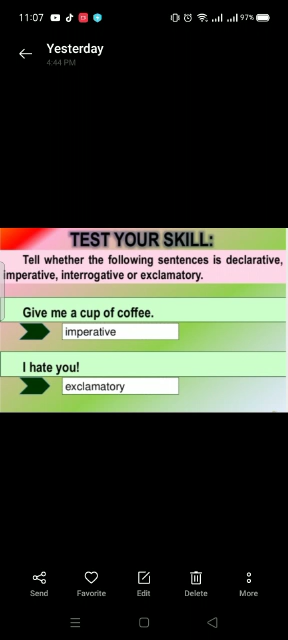 11:07
97%
Yesterday
4:44 PM
TEST YOUR SKILL:
Tell whether the following sentences is declarative,
imperative, interrogative or exclamatory.
Give me a cup of coffee.
imperative
I hate you!
exclamatory
Send Favorite Edit Delete More